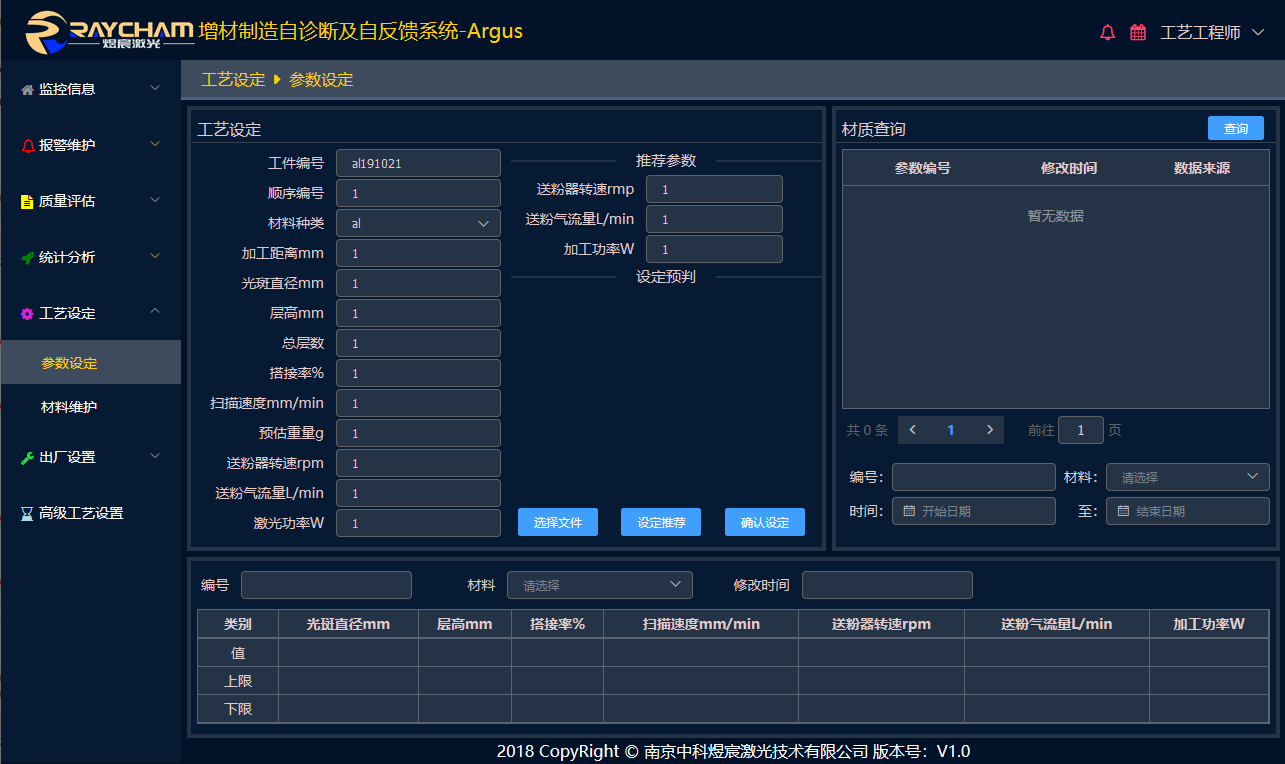 RAYCHAM
煜宸激光
增材制造自诊断及自反馈系统-Argus
工艺工程师
监控信息
报警维护
质量评估
统计分析
工艺设定
参数设定
材料维护
出厂设置
高级工艺设置
工艺设定 参数设定
工艺设定
工件编号 al191021
顺序编号 1
材料种类 al
加工距离mm 1
光斑直径mm 1
层高mm 1
总层数 1
搭接率% 1
扫描速度mm/min 1
预估重量g 1
送粉器转速rpm 1
送粉气流量L/min 1
激光功率W 1
推荐参数
送粉器转速rmp 1
送粉气流量L/min 1
加工功率W 1
设定预判
选择文件 设定推荐 确认设定
材质查询 查询
参数编号 修改时间 数据来源
暂无数据
共 0 条 < 1 > 前往 1 页
编号： 材料： 请选择
时间： 开始日期 至： 结束日期
编号 材料 请选择 修改时间
类别 光斑直径mm 层高mm 搭接率% 扫描速度mm/min 送粉器转速rpm 送粉气流量L/min 加工功率W
值
上限
下限
2018 CopyRight © 南京中科煜宸激光技术有限公司 版本号：V1.0